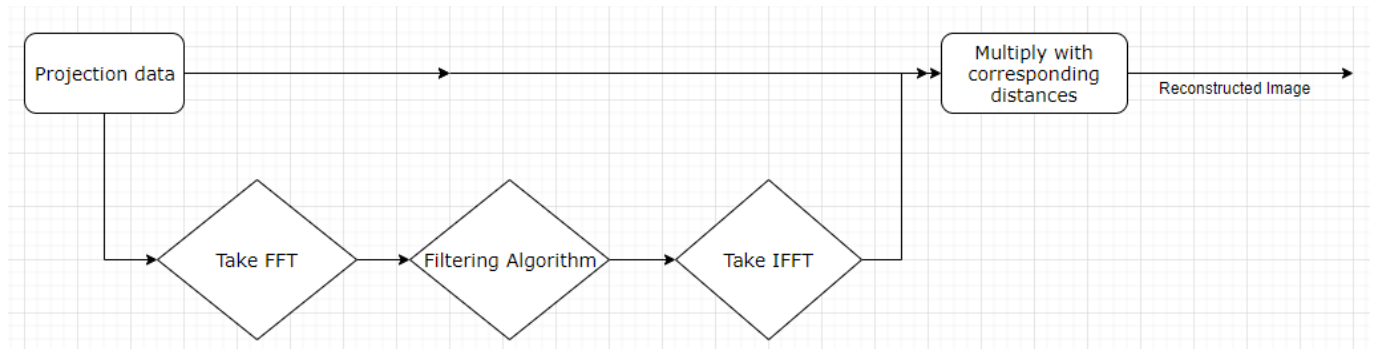 Projection data
Multiply with
corresponding
distances
Reconstructed Image
Take FFT
Filtering Algorithm
Take IFFT